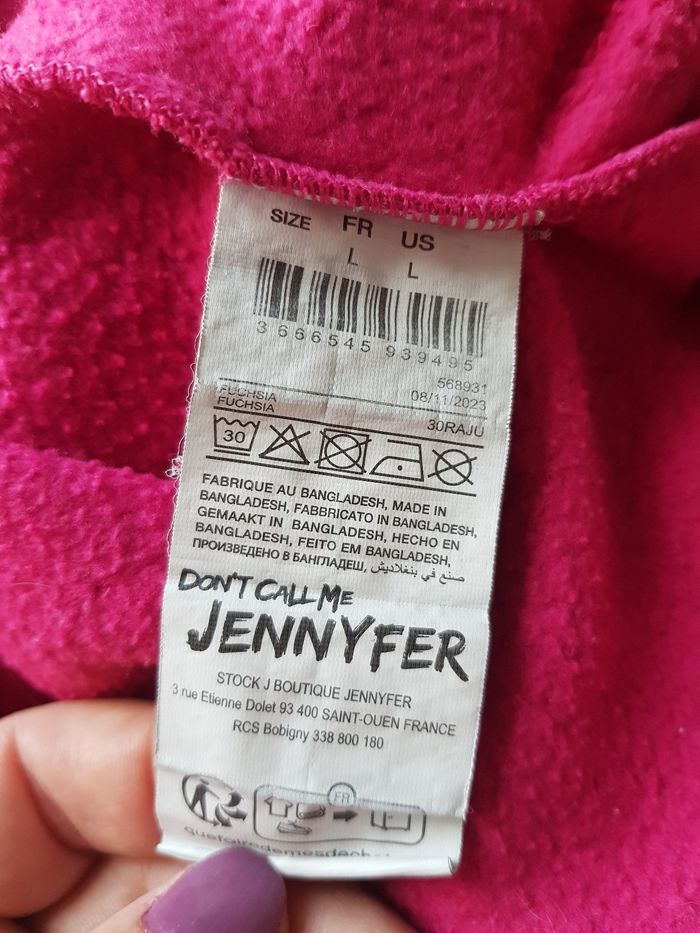 SIZE FR US
L L
3 666545 939495
568931
08/11/2023
FUCHSIA
FUCHSIA
30RAJU
30
FABRIQUE AU BANGLADESH, MADE IN
BANGLADESH, FABBRICATO IN BANGLADESH,
GEMAAKT IN BANGLADESH, HECHO EN
BANGLADESH, FEITO EM BANGLADESH,
ПРОИЗВЕДЕНО В БАНГЛАДЕШ, صنع في بنغلاديش
DON'T CALL ME
JENNYFER
STOCK J BOUTIQUE JENNYFER
3 rue Etienne Dolet 93 400 SAINT-OUEN FRANCE
RCS Bobigny 338 800 180
FR